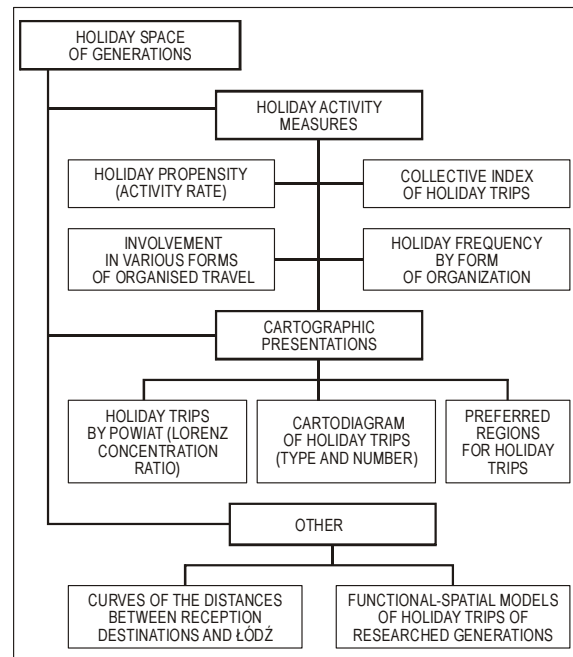 HOLIDAY SPACE
OF GENERATIONS
HOLIDAY ACTIVITY
MEASURES
HOLIDAY PROPENSITY
(ACTIVITY RATE)
COLLECTIVE INDEX
OF HOLIDAY TRIPS
INVOLVEMENT
IN VARIOUS FORMS
OF ORGANISED TRAVEL
HOLIDAY FREQUENCY
BY FORM
OF ORGANIZATION
CARTOGRAPHIC
PRESENTATIONS
HOLIDAY TRIPS
BY POWIAT (LORENZ
CONCENTRATION
RATIO)
CARTODIAGRAM
OF HOLIDAY TRIPS
(TYPE AND NUMBER)
PREFERRED
REGIONS
FOR HOLIDAY
TRIPS
OTHER
CURVES OF THE DISTANCES
BETWEEN RECEPTION
DESTINATIONS AND ŁÓDŹ
FUNCTIONAL-SPATIAL MODELS
OF HOLIDAY TRIPS OF
RESEARCHED GENERATIONS